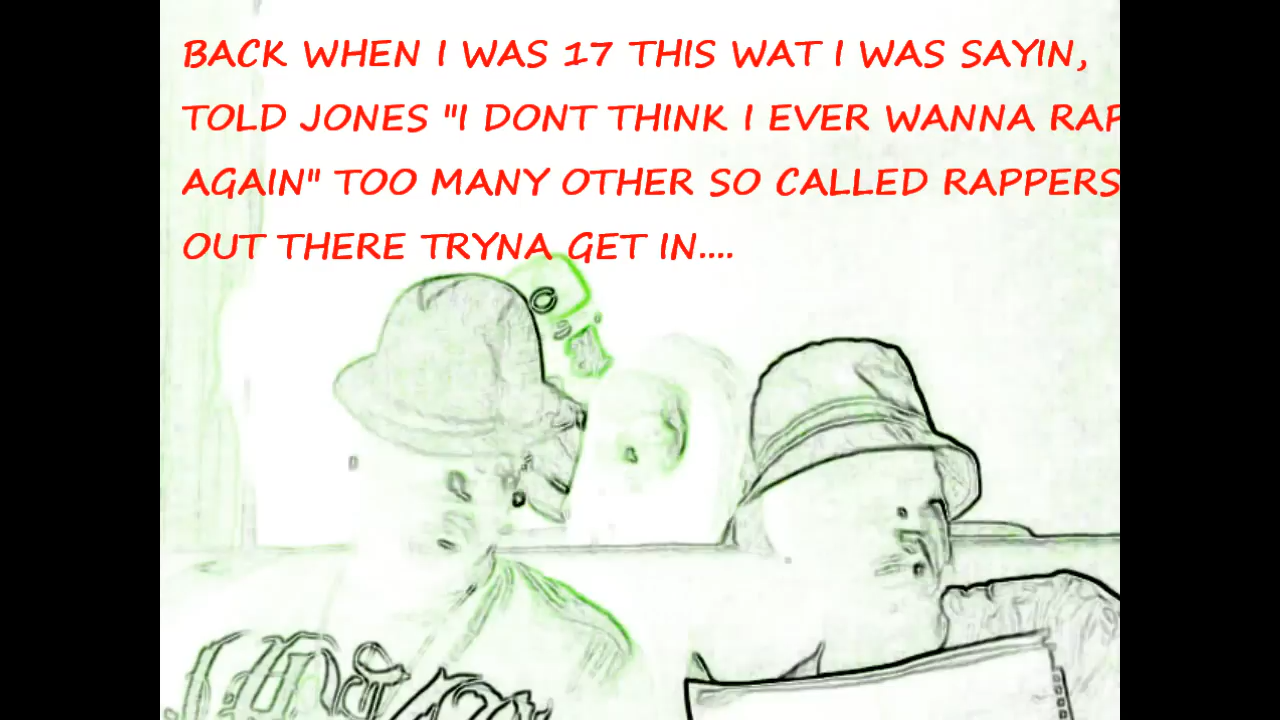 BACK WHEN I WAS 17 THIS WAT I WAS SAYIN,
TOLD JONES "I DONT THINK I EVER WANNA RAP
AGAIN" TOO MANY OTHER SO CALLED RAPPERS
OUT THERE TRYNA GET IN....